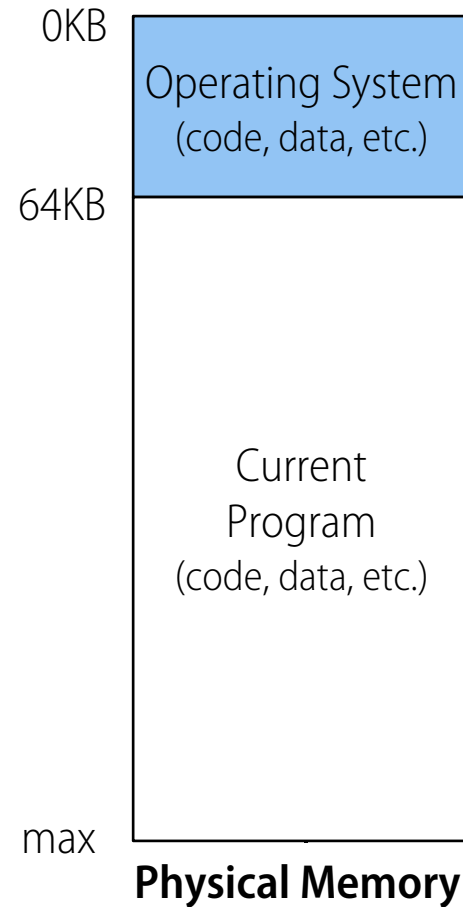 0KB
Operating System
(code, data, etc.)
64KB
Current
Program
(code, data, etc.)
max
Physical Memory